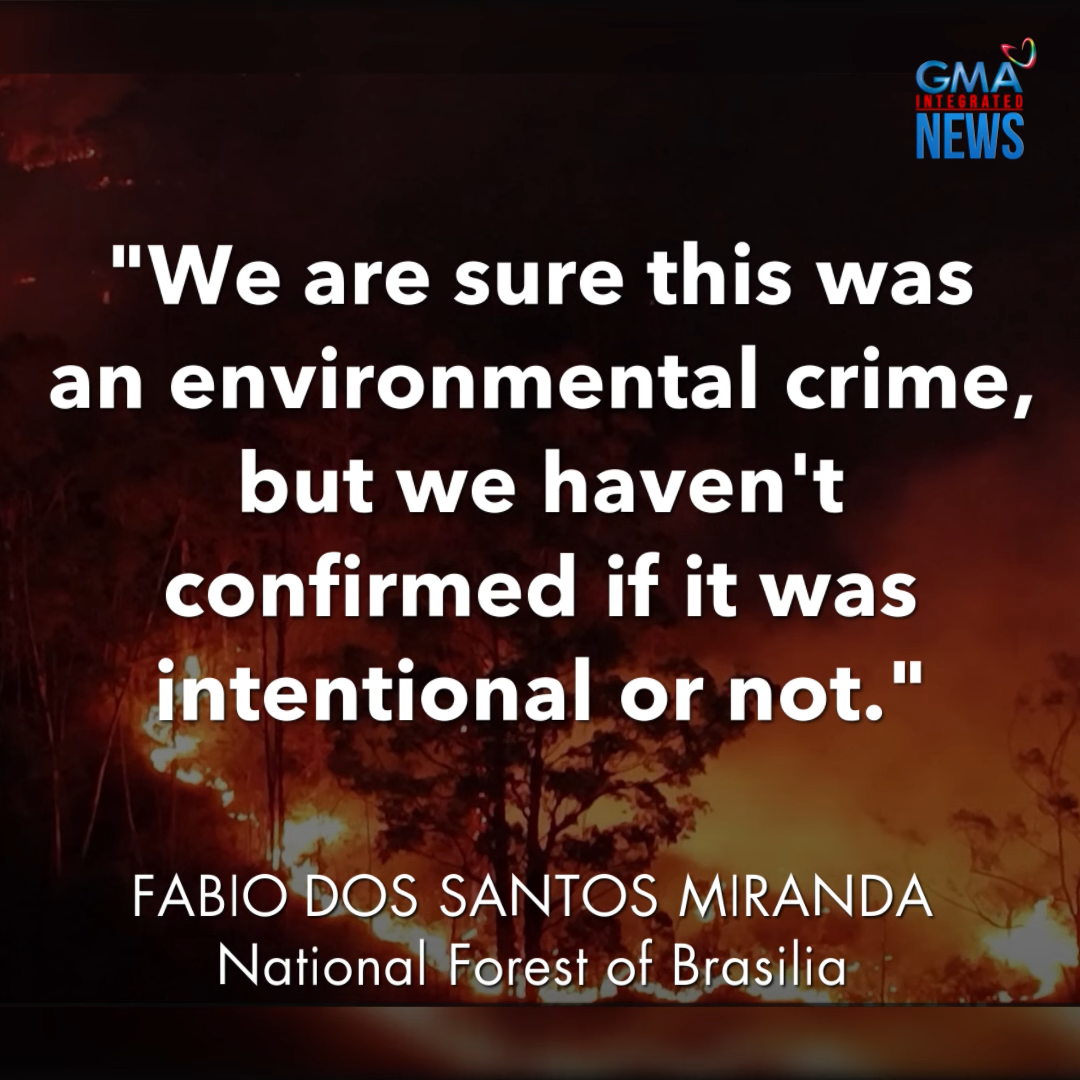 GMA
INTEGRATED
NEWS
"We are sure this was
an environmental crime,
but we haven't
confirmed if it was
intentional or not."
FABIO DOS SANTOS MIRANDA
National Forest of Brasilia